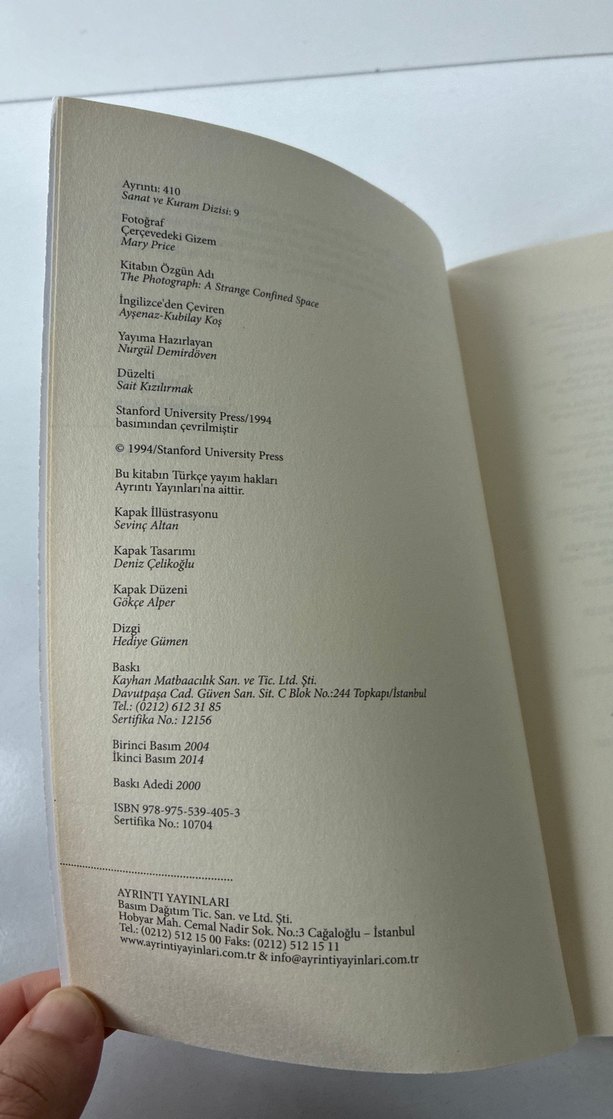 Ayrıntı: 410
Sanat ve Kuram Dizisi: 9
Fotoğraf
Çerçevedeki Gizem
Mary Price
Kitabın Özgün Adı
The Photograph: A Strange Confined Space
İngilizce'den Çeviren
Ayşenaz-Kubilay Koş
Yayıma Hazırlayan
Nurgül Demirdöven
Düzelti
Sait Kızılırmak
Stanford University Press/1994
basımından çevrilmiştir
© 1994/Stanford University Press
Bu kitabın Türkçe yayım hakları
Ayrıntı Yayınları'na aittir.
Kapak İllüstrasyonu
Sevinç Altan
Kapak Tasarımı
Deniz Çelikoğlu
Kapak Düzeni
Gökçe Alper
Dizgi
Hediye Gümen
Baskı
Kayhan Matbaacılık San. ve Tic. Ltd. Şti.
Davutpaşa Cad. Güven San. Sit. C Blok No.:244 Topkapı/İstanbul
Tel.: (0212) 612 31 85
Sertifika No.: 12156
Birinci Basım 2004
İkinci Basım 2014
Baskı Adedi 2000
ISBN 978-975-539-405-3
Sertifika No.: 10704
AYRINTI YAYINLARI
Basım Dağıtım Tic. San. ve Ltd. Şti.
Hobyar Mah. Cemal Nadir Sok. No.:3 Cağaloğlu – İstanbul
Tel.: (0212) 512 15 00 Faks: (0212) 512 15 11
www.ayrintiyayinlari.com.tr & info@ayrintiyayinlari.com.tr